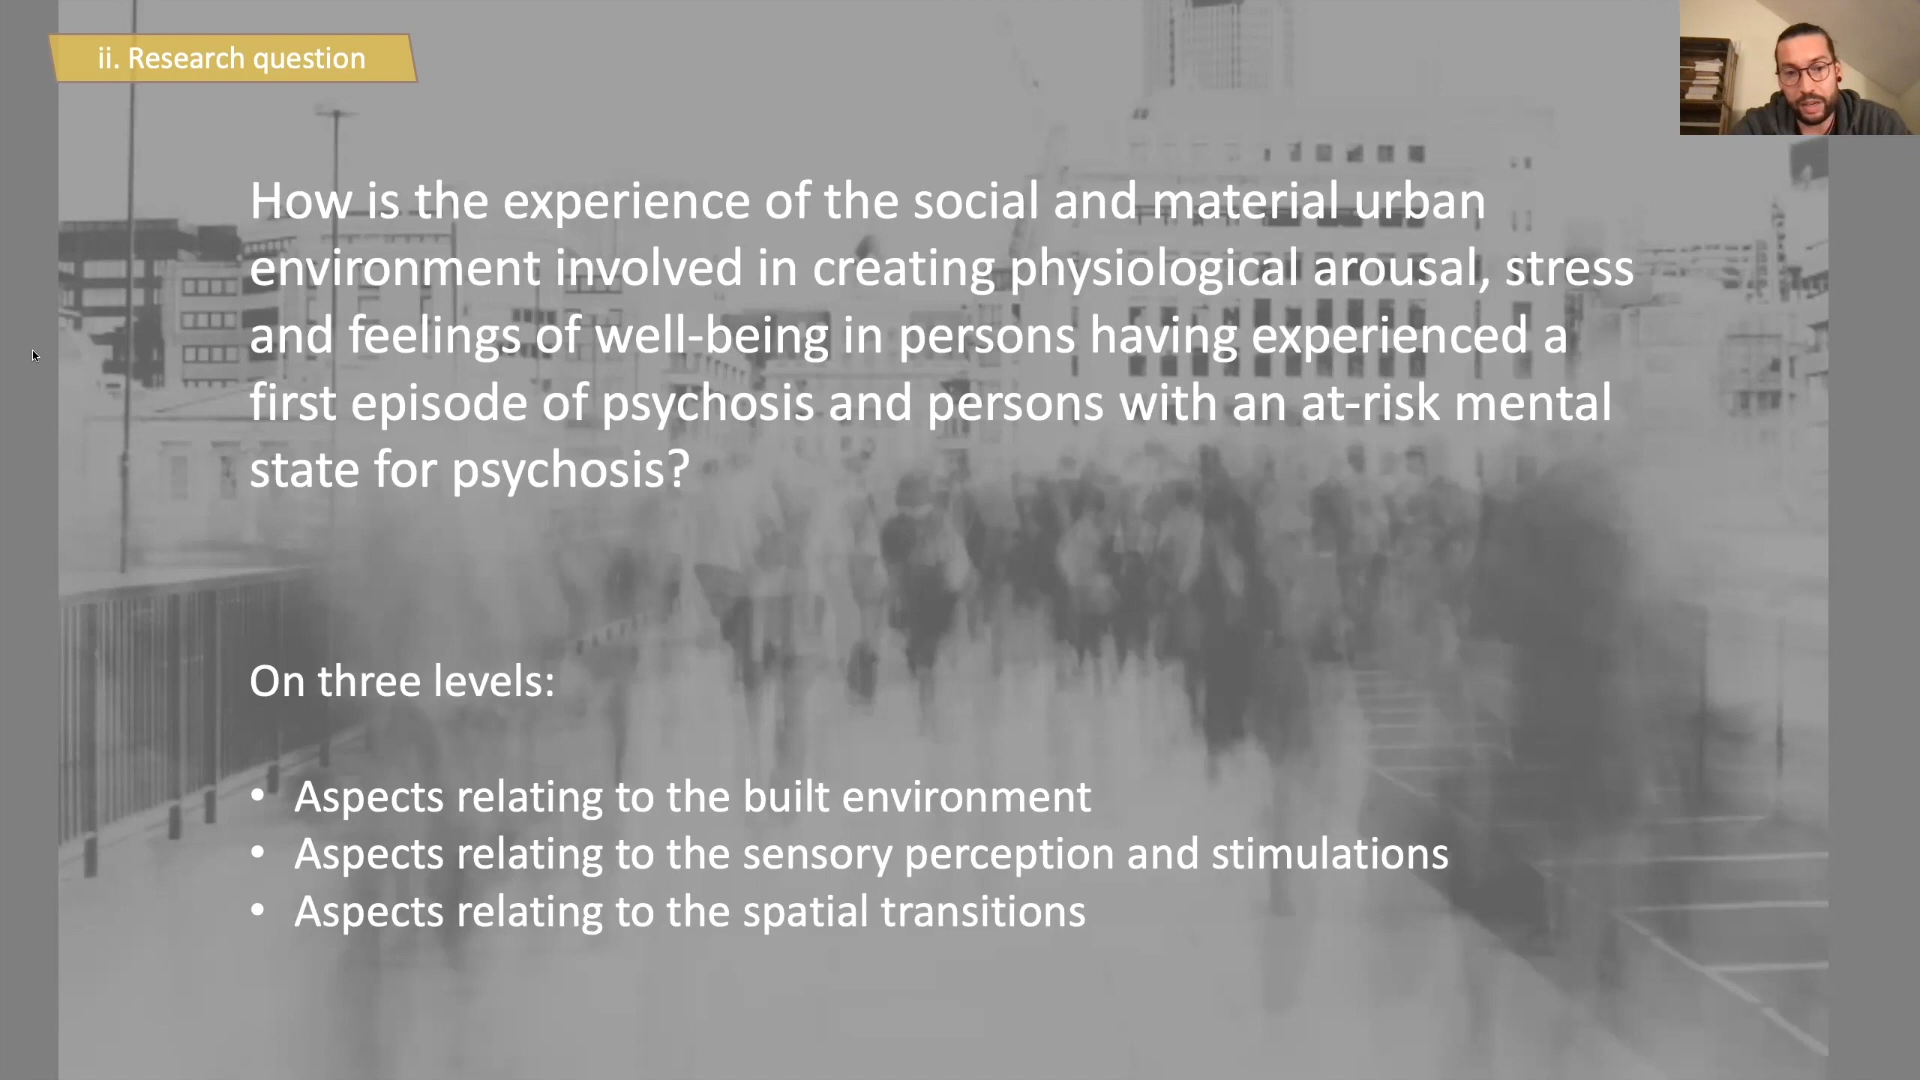 ii. Research question
How is the experience of the social and material urban
environment involved in creating physiological arousal, stress
and feelings of well-being in persons having experienced a
first episode of psychosis and persons with an at-risk mental
state for psychosis?
On three levels:
• Aspects relating to the built environment
• Aspects relating to the sensory perception and stimulations
• Aspects relating to the spatial transitions